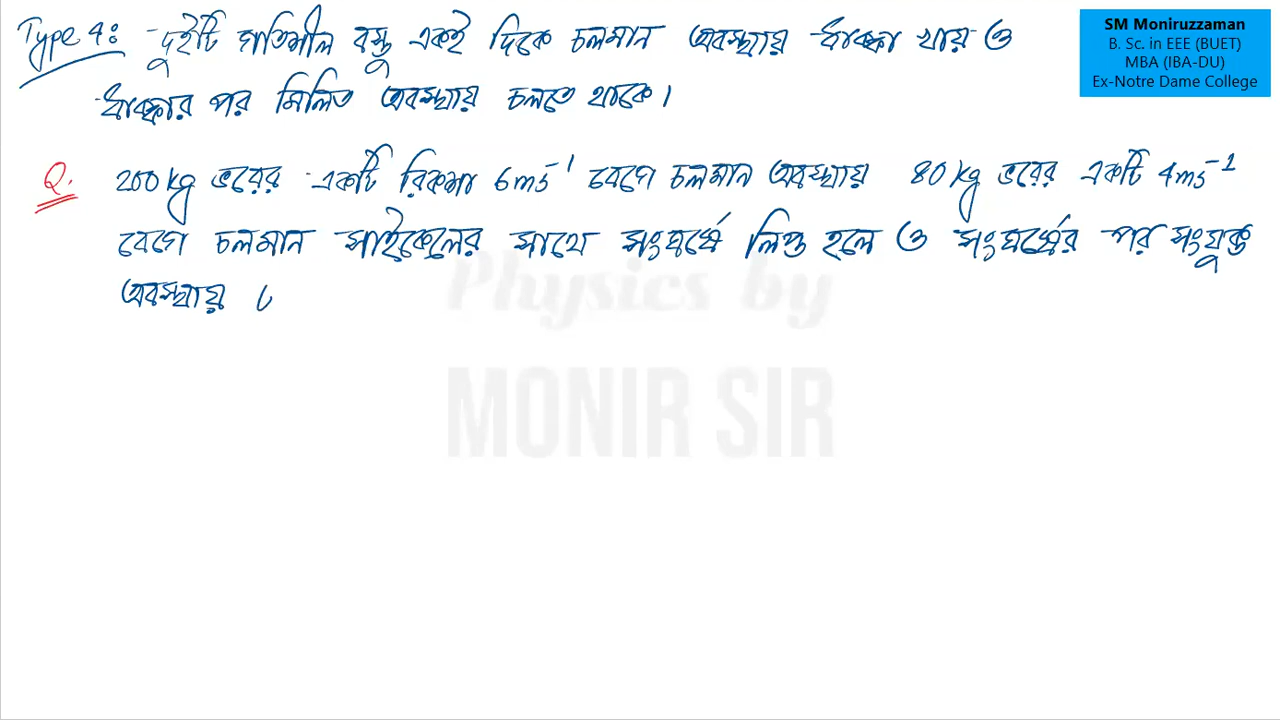 Type 4: দুইটি গতিশীল বস্তু একই দিকে চলমান অবস্থায় ধাক্কা খায় ও
ধাক্কার পর মিলিত অবস্থায় চলতে থাকে।
Q. 200 kg ভরের একটি রিকশা 6 ms⁻¹ বেগে চলমান অবস্থায় 80 kg ভরের একটি 4 ms⁻¹
বেগে চলমান সাইকেলের সাথে সংঘর্ষে লিপ্ত হলে ও সংঘর্ষের পর সংযুক্ত
অবস্থায়
SM Moniruzzaman
B. Sc. in EEE (BUET)
MBA (IBA-DU)
Ex-Notre Dame College
Physics by
MONIR SIR